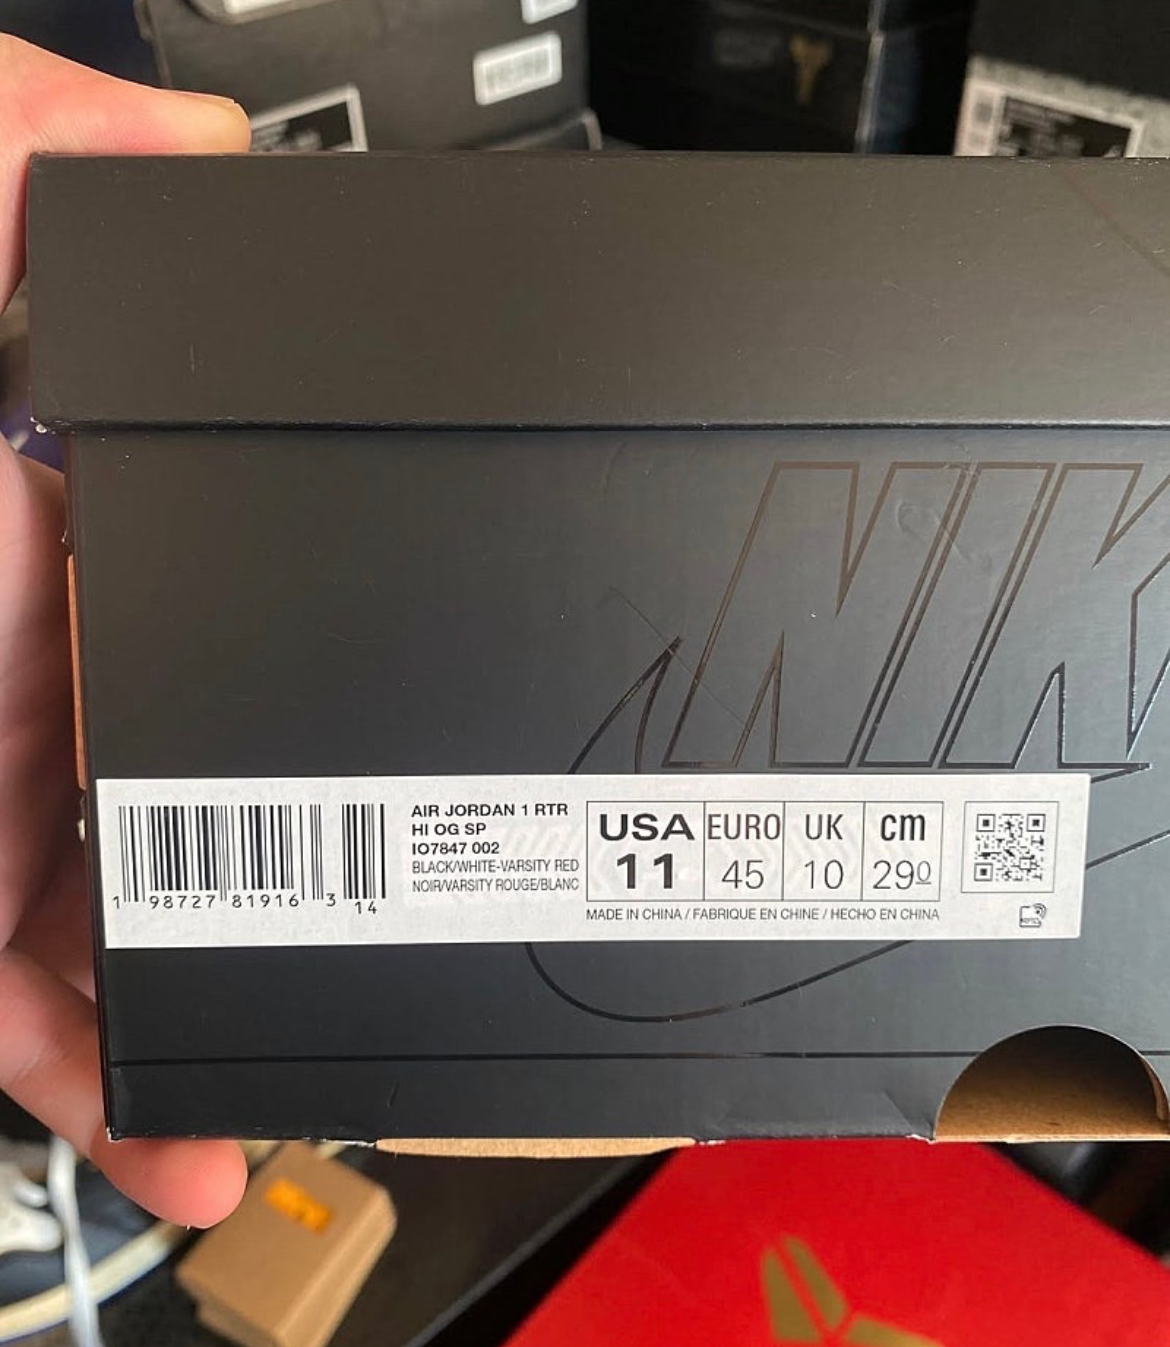 NIK
AIR JORDAN 1 RTR
HI OG SP
IO7847 002
BLACK/WHITE-VARSITY RED
NOIR/VARSITY ROUGE/BLANC
1 98727 81916 3 14
USA EURO UK cm
11 45 10 290
MADE IN CHINA / FABRIQUE EN CHINE / HECHO EN CHINA